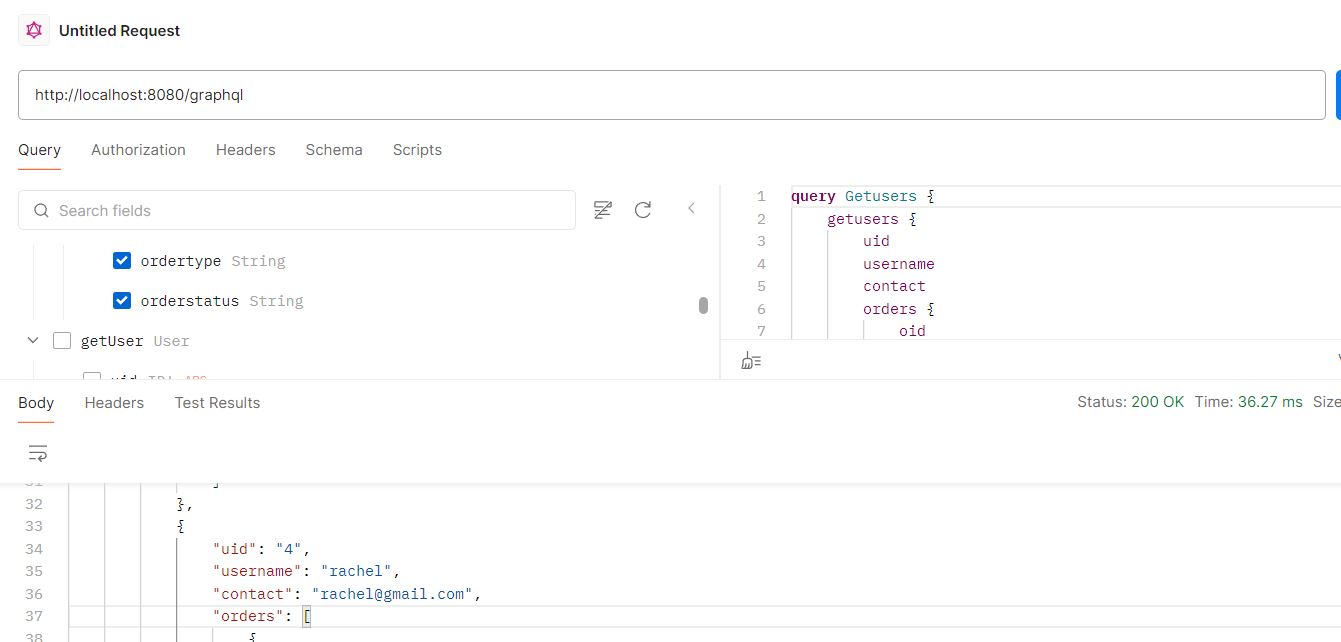 Untitled Request
http://localhost:8080/graphql
Query Authorization Headers Schema Scripts
Search fields
ordertype String
orderstatus String
getUser User
1 query Getusers {
2 getusers {
3 uid
4 username
5 contact
6 orders {
7 oid
Body Headers Test Results
Status: 200 OK Time: 36.27 ms Size
32 },
33 {
34 "uid": "4",
35 "username": "rachel",
36 "contact": "rachel@gmail.com",
37 "orders": [
38 {